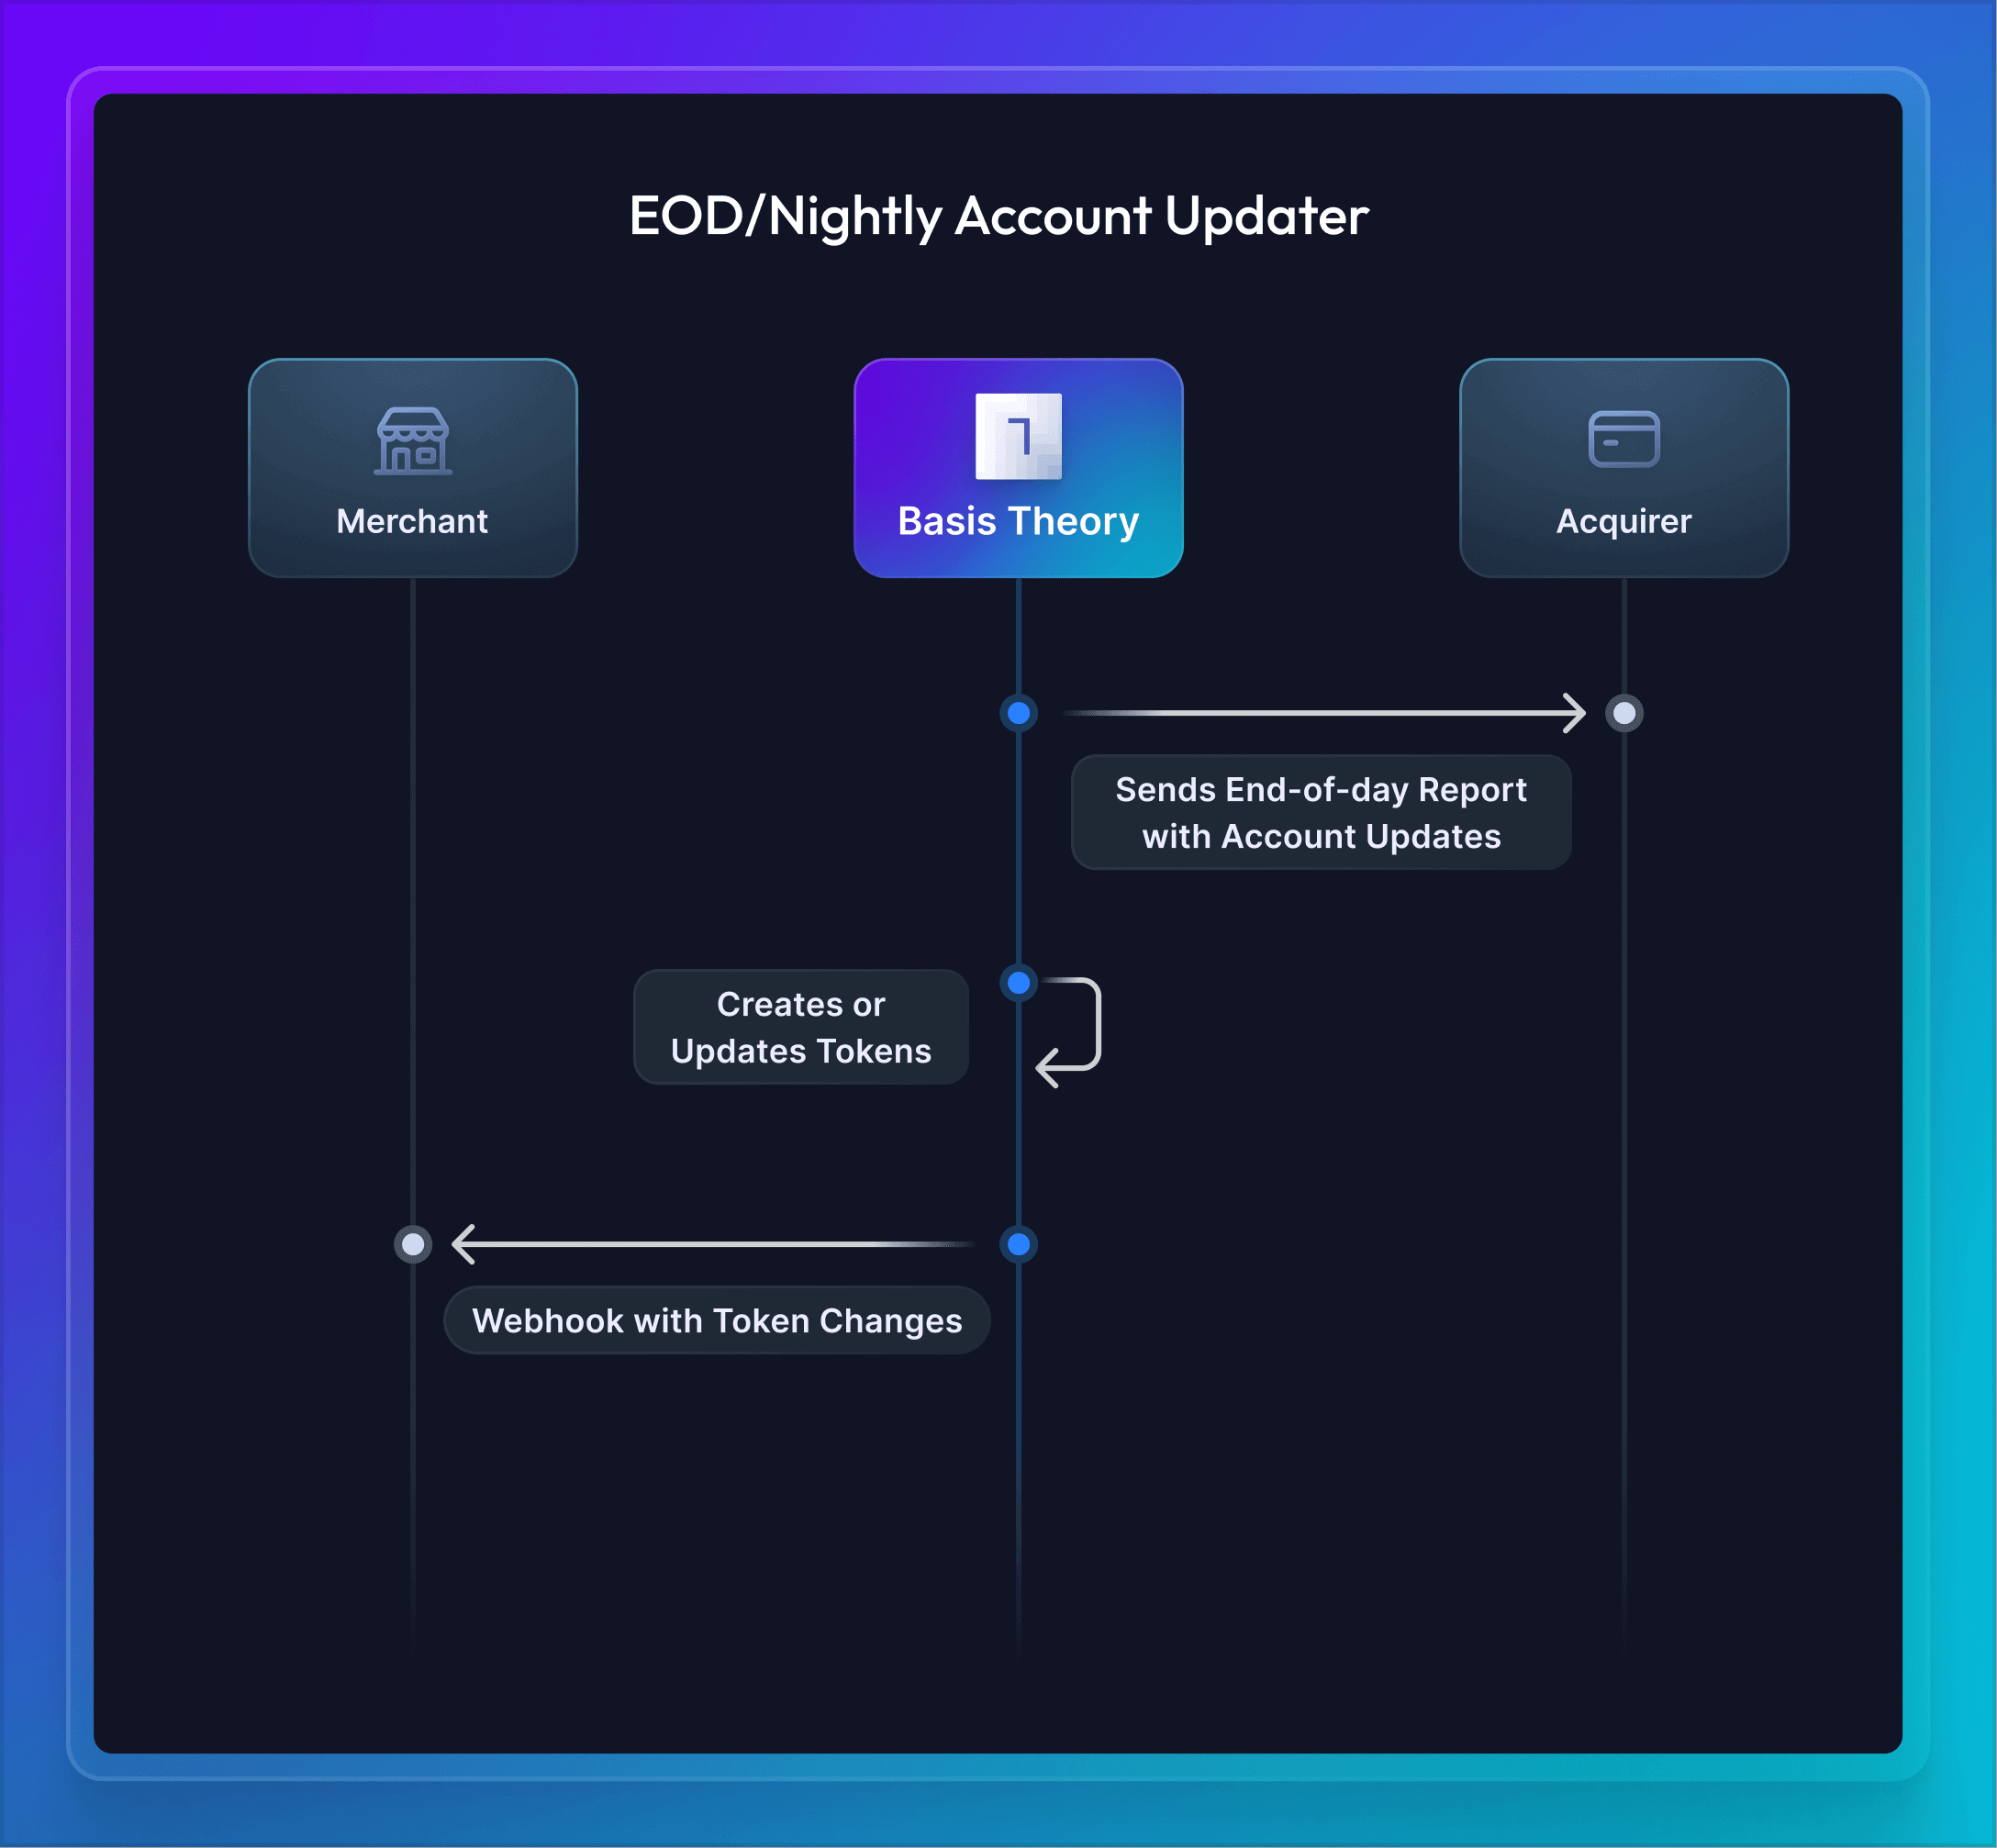 EOD/Nightly Account Updater
Merchant
Basis Theory
Acquirer
Sends End-of-day Report
with Account Updates
Creates or
Updates Tokens
Webhook with Token Changes